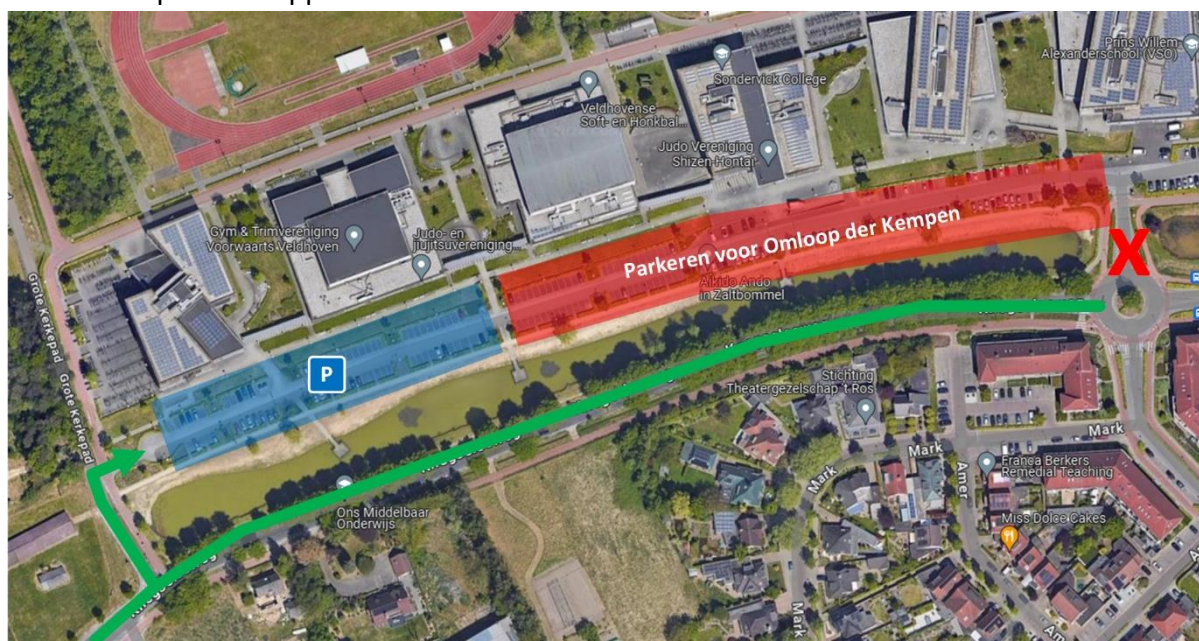 Sondervick College
Prins Willem
Alexanderschool (VSO)
Veldhovense
Soft- en Honkbal...
Judo Vereniging
Shizen-Hontai
Gym & Trimvereniging
Voorwaarts Veldhoven
Judo- en
jiujitsuvereniging...
Parkeren voor Omloop der Kempen
X
Aikido Ando
in Zaltbommel
Grote Kerkepad
Grote Kerkepad
P
Stichting
Theatergezelschap 't Ros
Mark
Mark
Mark
Amer
Franca Berkers
Remedial Teaching
Ons Middelbaar
Onderwijs
Miss Dolce Cakes
Mark